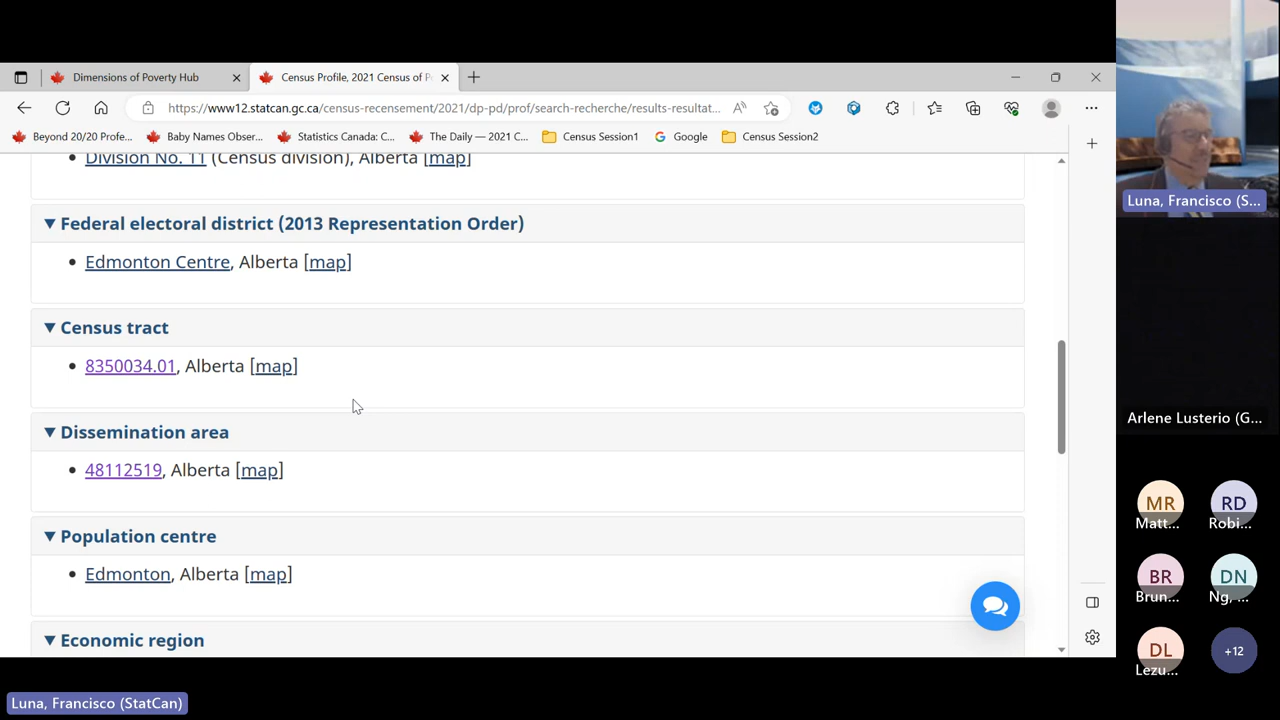 Dimensions of Poverty Hub
Census Profile, 2021 Census of P
https://www12.statcan.gc.ca/census-recensement/2021/dp-pd/prof/search-recherche/results-resultat...
Beyond 20/20 Profe...
Baby Names Obser...
Statistics Canada: C...
The Daily — 2021 C...
Census Session1
Google
Census Session2
Division No. 11 (Census division), Alberta [map]
Federal electoral district (2013 Representation Order)
Edmonton Centre, Alberta [map]
Census tract
8350034.01, Alberta [map]
Dissemination area
48112519, Alberta [map]
Population centre
Edmonton, Alberta [map]
Economic region
Luna, Francisco (S...
Arlene Lusterio (G...
MR
Matt...
RD
Robi...
BR
Brun...
DN
Ng, ...
DL
Lezu...
+12
Luna, Francisco (StatCan)